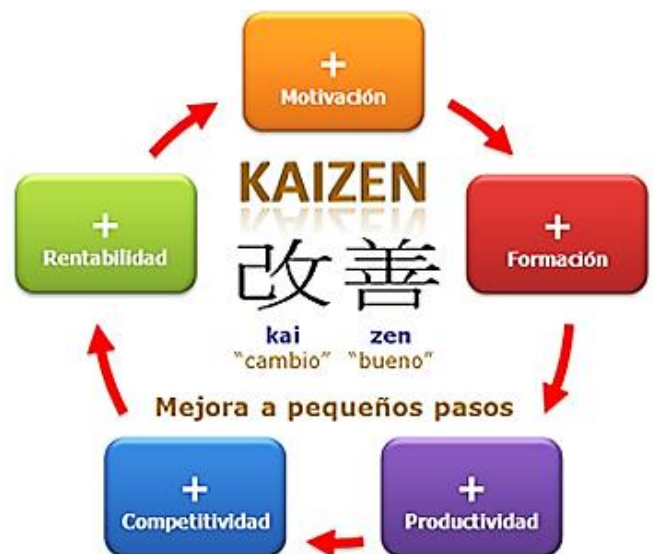 +
Motivación
KAIZEN
+
Rentabilidad
+
Formación
改善
kai zen
"cambio" "bueno"
Mejora a pequeños pasos
+
Competitividad
+
Productividad